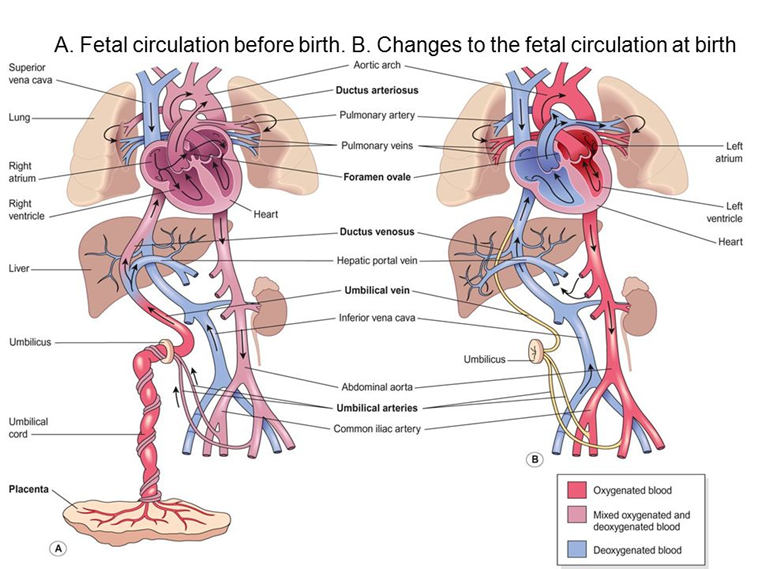 A. Fetal circulation before birth. B. Changes to the fetal circulation at birth
Superior
vena cava
Lung
Right
atrium
Right
ventricle
Liver
Umbilicus
Umbilical
cord
Placenta
A
Aortic arch
Ductus arteriosus
Pulmonary artery
Pulmonary veins
Foramen ovale
Heart
Ductus venosus
Hepatic portal vein
Umbilical vein
Inferior vena cava
Umbilicus
Abdominal aorta
Umbilical arteries
Common iliac artery
Left
atrium
Left
ventricle
Heart
B
Oxygenated blood
Mixed oxygenated and
deoxygenated blood
Deoxygenated blood